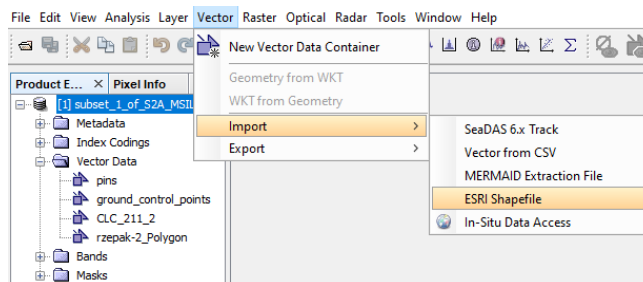 File Edit View Analysis Layer Vector Raster Optical Radar Tools Window Help
New Vector Data Container
Product E... × Pixel Info
Geometry from WKT
[1] subset_1_of_S2A_MSIL
WKT from Geometry
Metadata
Import >
SeaDAS 6.x Track
Index Codings
Export >
Vector from CSV
Vector Data
MERMAID Extraction File
pins
ESRI Shapefile
ground_control_points
In-Situ Data Access
CLC_211_2
rzepak-2_Polygon
Bands
Masks